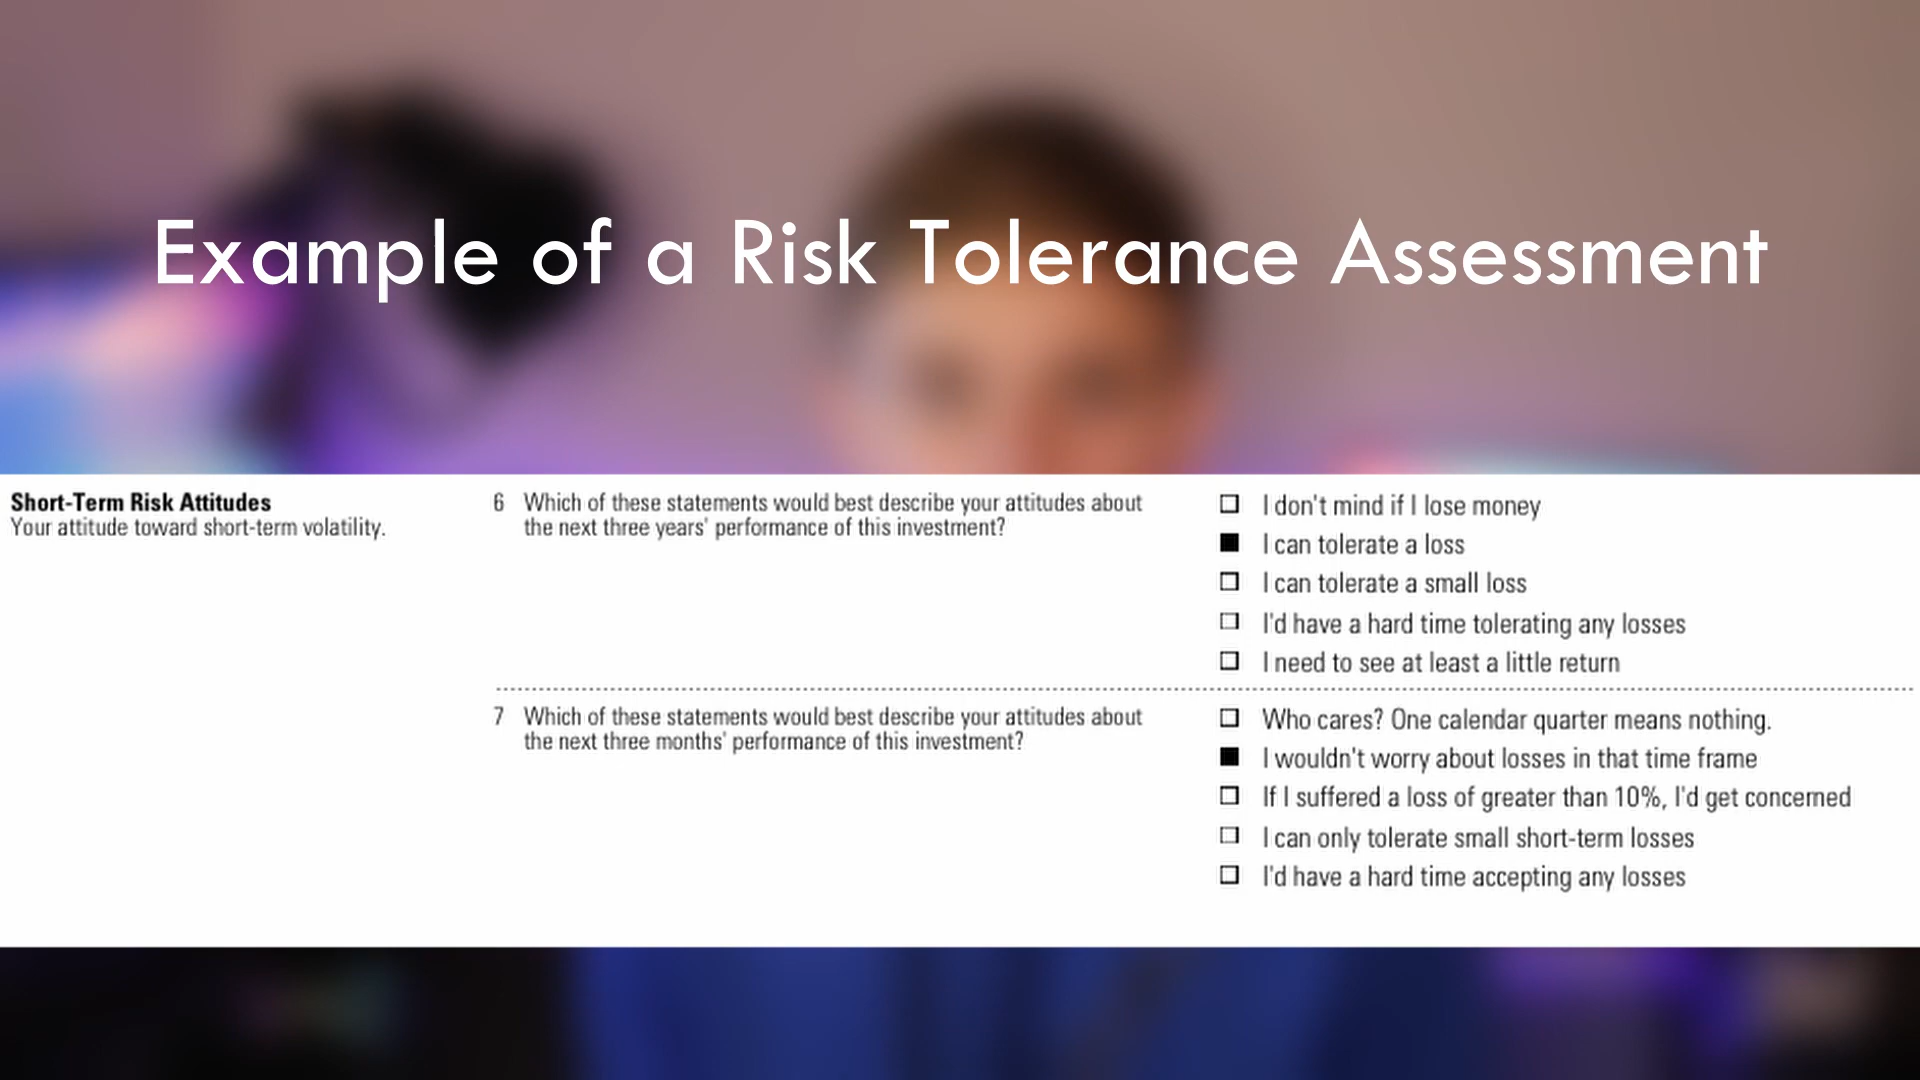 Example of a Risk Tolerance Assessment
Short-Term Risk Attitudes
Your attitude toward short-term volatility.
6 Which of these statements would best describe your attitudes about
the next three years' performance of this investment?
I don't mind if I lose money
I can tolerate a loss
I can tolerate a small loss
I'd have a hard time tolerating any losses
I need to see at least a little return
7 Which of these statements would best describe your attitudes about
the next three months' performance of this investment?
Who cares? One calendar quarter means nothing.
I wouldn't worry about losses in that time frame
If I suffered a loss of greater than 10%, I'd get concerned
I can only tolerate small short-term losses
I'd have a hard time accepting any losses